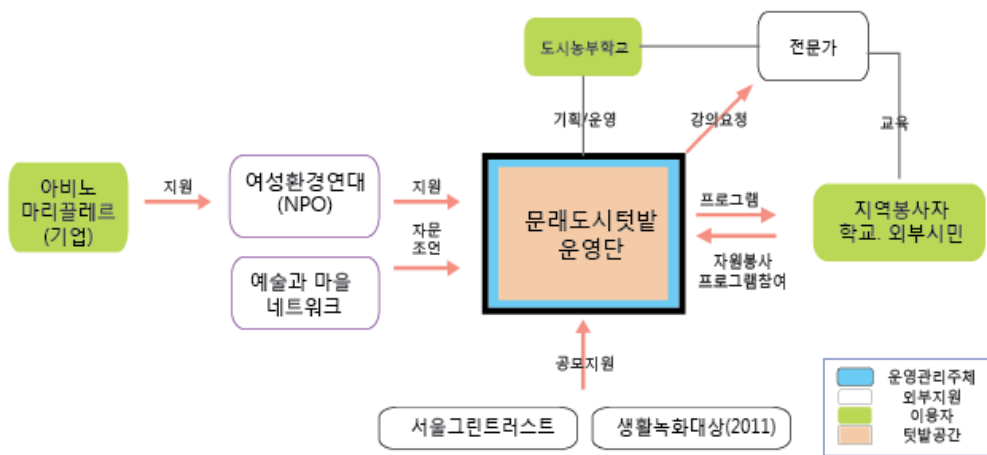 도시농부학교
전문가
기획/운영
강의요청
교육
아비노
마리끌레르
(기업)
지원
여성환경연대
(NPO)
지원
자문
조언
예술과 마을
네트워크
문래도시텃밭
운영단
프로그램
자원봉사
프로그램참여
지역봉사자
학교. 외부시민
공모지원
서울그린트러스트
생활녹화대상(2011)
운영관리주체
외부지원
이용자
텃밭공간